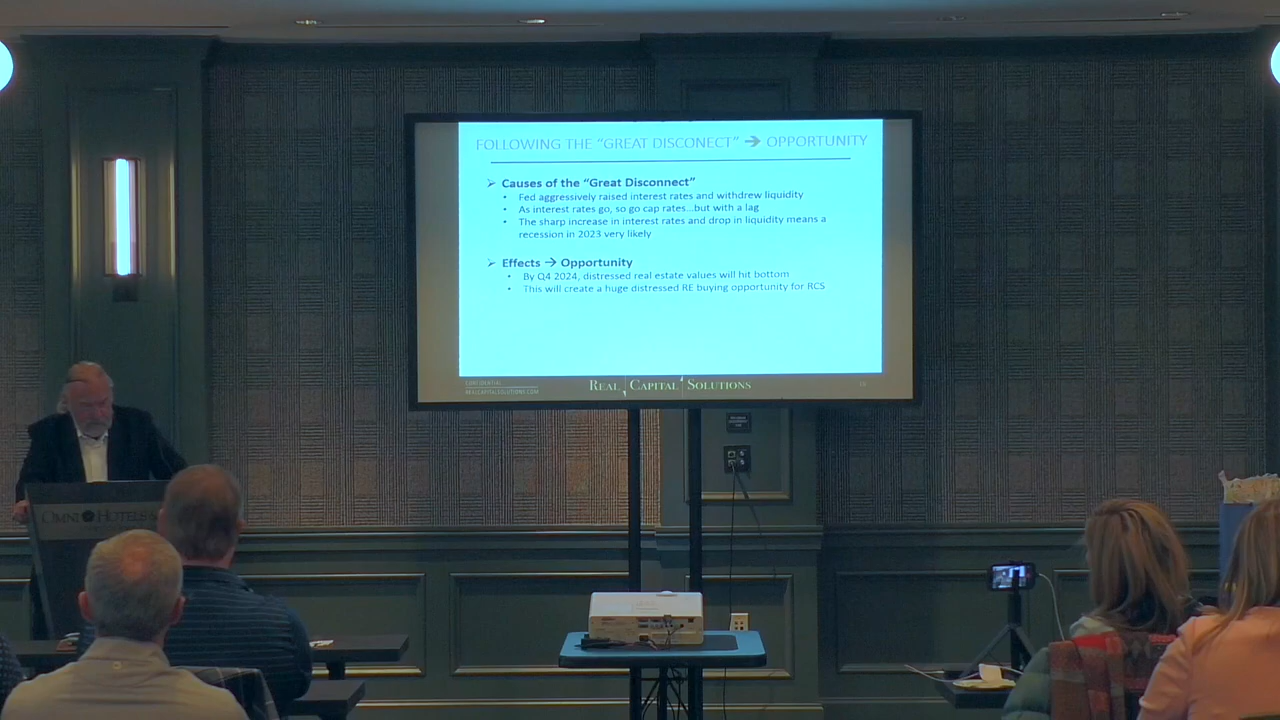 FOLLOWING THE “GREAT DISCONECT” ➔ OPPORTUNITY
➢ Causes of the “Great Disconnect”
• Fed aggressively raised interest rates and withdrew liquidity
• As interest rates go, so go cap rates...but with a lag
• The sharp increase in interest rates and drop in liquidity means a
recession in 2023 very likely
➢ Effects → Opportunity
• By Q4 2024, distressed real estate values will hit bottom
• This will create a huge distressed RE buying opportunity for RCS
CONFIDENTIAL
REALCAPITALSOLUTIONS.COM
REAL CAPITAL SOLUTIONS
OMNI HOTELS